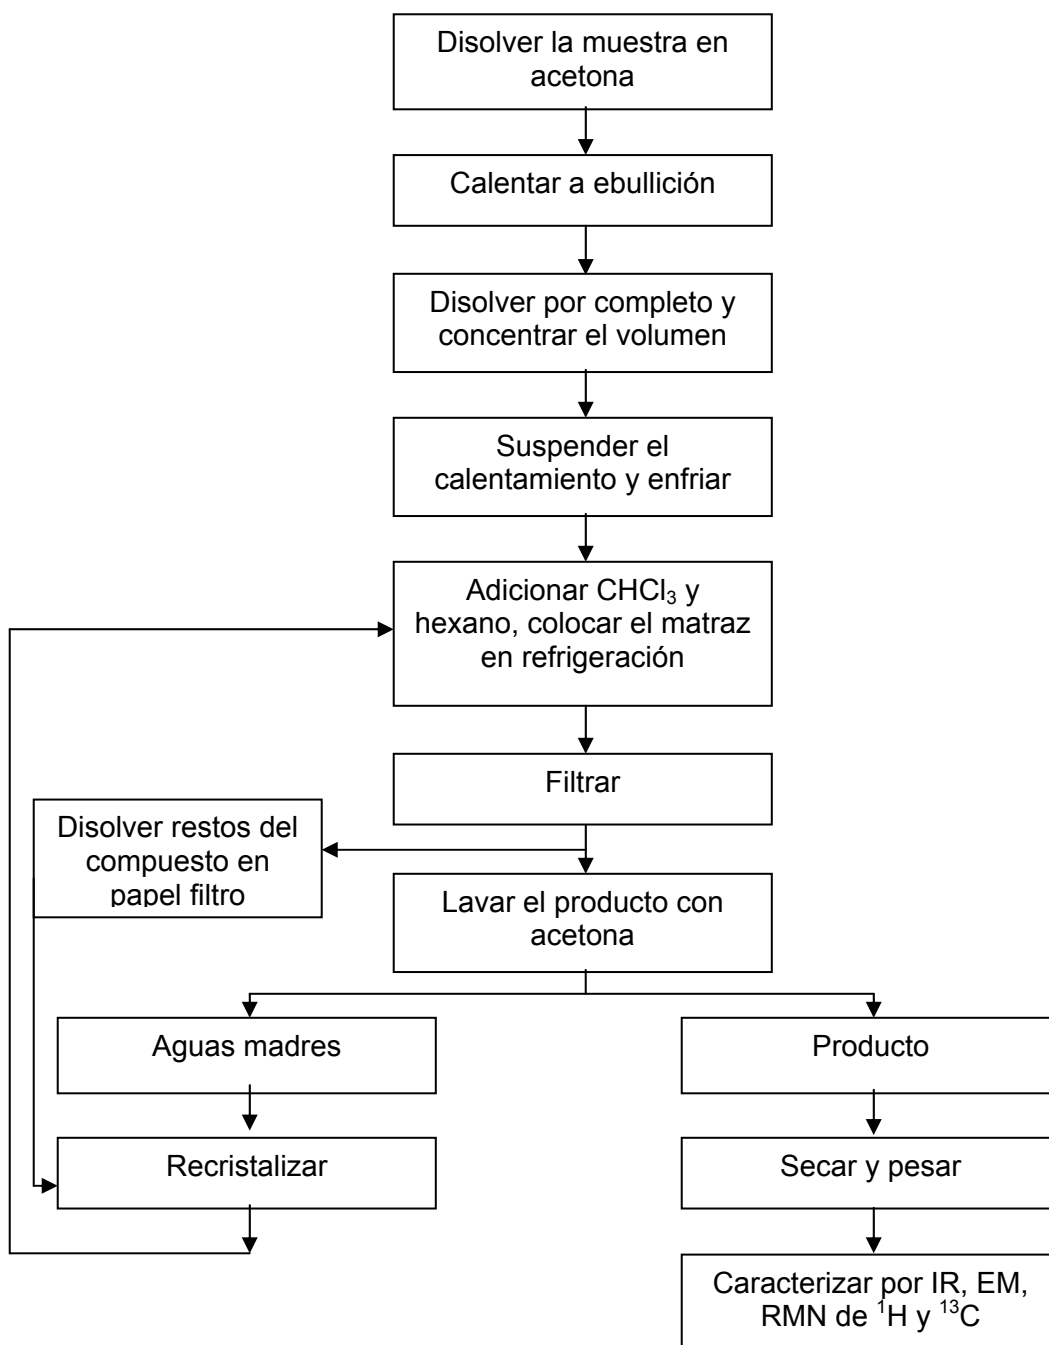 Disolver la muestra en
acetona
Calentar a ebullición
Disolver por completo y
concentrar el volumen
Suspender el
calentamiento y enfriar
Adicionar CHCl₃ y
hexano, colocar el matraz
en refrigeración
Filtrar
Disolver restos del
compuesto en
papel filtro
Lavar el producto con
acetona
Aguas madres
Producto
Recristalizar
Secar y pesar
Caracterizar por IR, EM,
RMN de ¹H y ¹³C